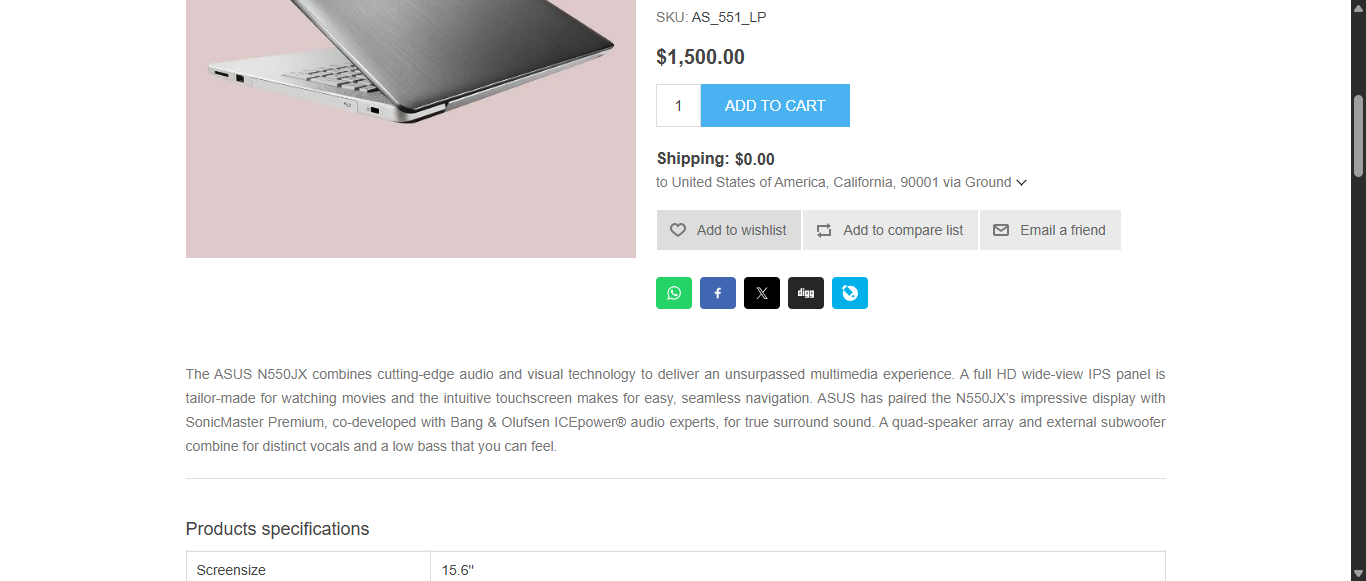 SKU: AS_551_LP
$1,500.00
1
ADD TO CART
Shipping: $0.00
to United States of America, California, 90001 via Ground
Add to wishlist
Add to compare list
Email a friend
digg
The ASUS N550JX combines cutting-edge audio and visual technology to deliver an unsurpassed multimedia experience. A full HD wide-view IPS panel is
tailor-made for watching movies and the intuitive touchscreen makes for easy, seamless navigation. ASUS has paired the N550JX’s impressive display with
SonicMaster Premium, co-developed with Bang & Olufsen ICEpower® audio experts, for true surround sound. A quad-speaker array and external subwoofer
combine for distinct vocals and a low bass that you can feel.
Products specifications
Screensize
15.6''